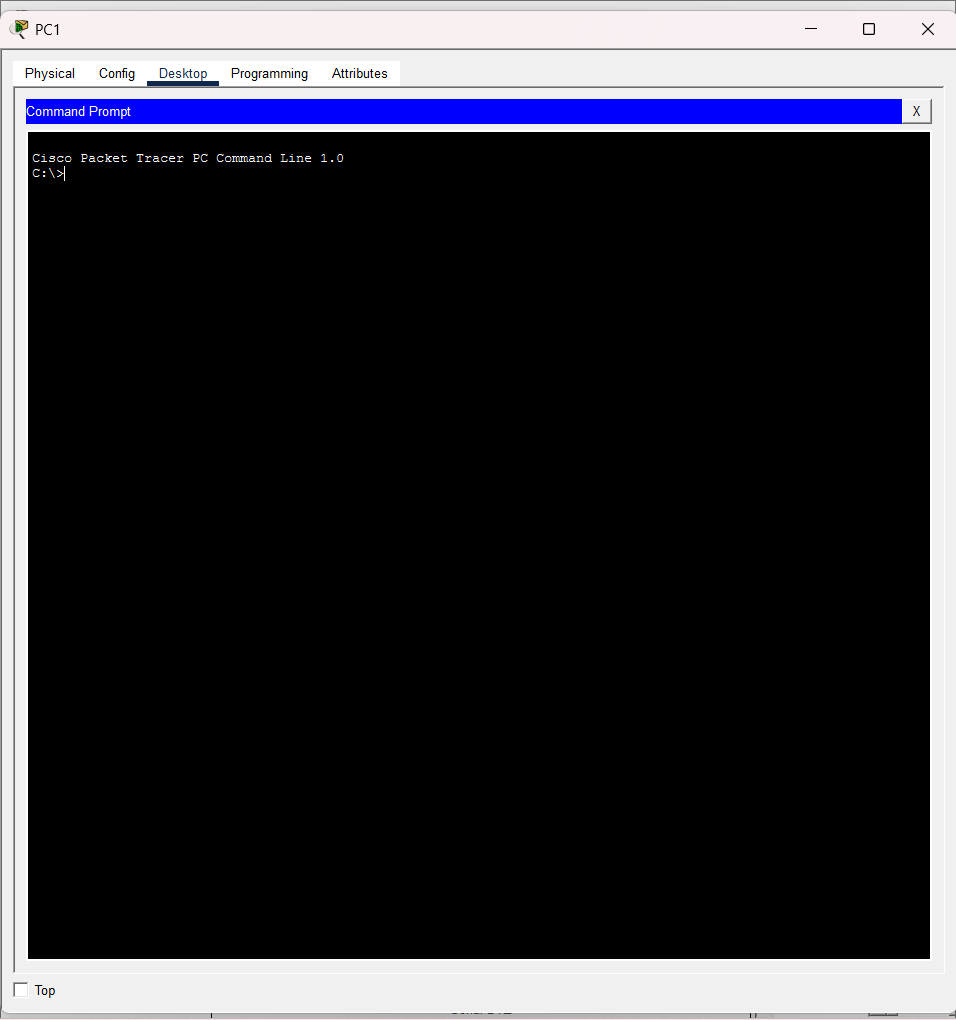 PC1
Physical Config Desktop Programming Attributes
Command Prompt X
Cisco Packet Tracer PC Command Line 1.0
C:\>
Top